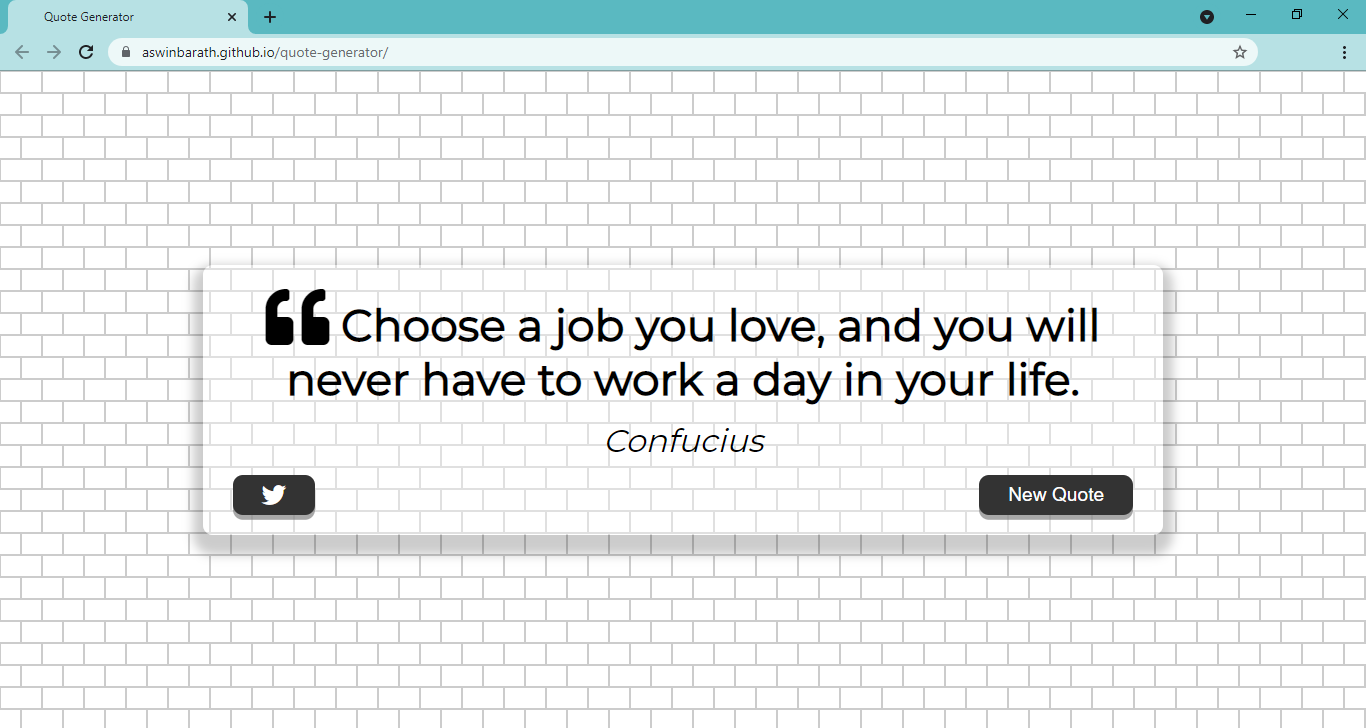 Quote Generator
aswinbarath.github.io/quote-generator/
“ Choose a job you love, and you will
never have to work a day in your life.
Confucius
New Quote